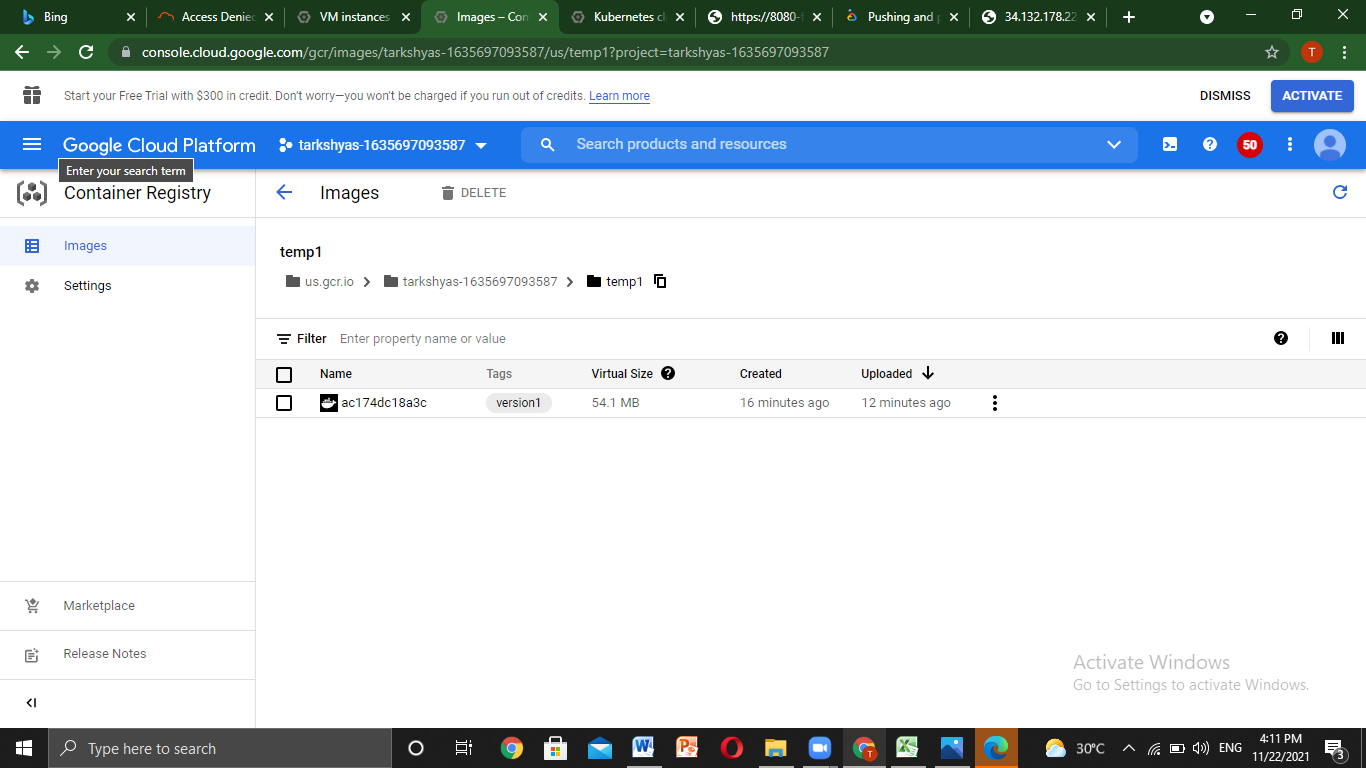 Bing
Access Denied
VM instances
Images – Con
Kubernetes cl
https://8080-
Pushing and p
34.132.178.22
console.cloud.google.com/gcr/images/tarkshyas-1635697093587/us/temp1?project=tarkshyas-1635697093587
T
Start your Free Trial with $300 in credit. Don't worry—you won't be charged if you run out of credits. Learn more
DISMISS
ACTIVATE
Google Cloud Platform
tarkshyas-1635697093587
Search products and resources
50
Enter your search term
Container Registry
Images
DELETE
Images
Settings
temp1
us.gcr.io
tarkshyas-1635697093587
temp1
Filter
Enter property name or value
Name
Tags
Virtual Size
Created
Uploaded
ac174dc18a3c
version1
54.1 MB
16 minutes ago
12 minutes ago
Marketplace
Release Notes
Activate Windows
Go to Settings to activate Windows.
Type here to search
30°C
ENG
4:11 PM
11/22/2021
3